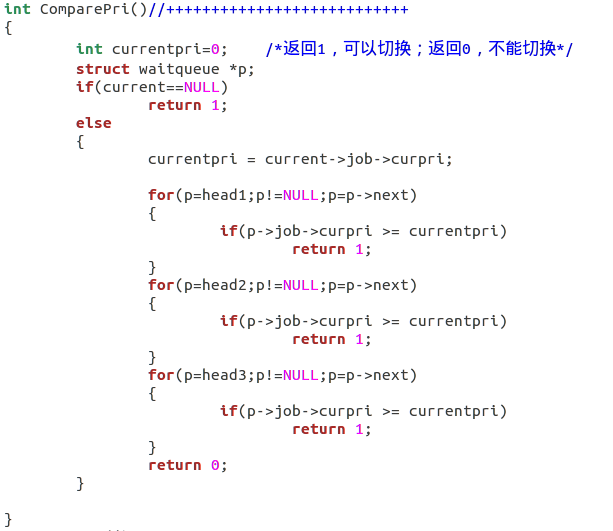 int ComparePri()//+++++++++++++++++++++++++++
{
int currentpri=0; /*返回1，可以切换；返回0，不能切换*/
struct waitqueue *p;
if(current==NULL)
return 1;
else
{
currentpri = current->job->curpri;
for(p=head1;p!=NULL;p=p->next)
{
if(p->job->curpri >= currentpri)
return 1;
}
for(p=head2;p!=NULL;p=p->next)
{
if(p->job->curpri >= currentpri)
return 1;
}
for(p=head3;p!=NULL;p=p->next)
{
if(p->job->curpri >= currentpri)
return 1;
}
return 0;
}
}